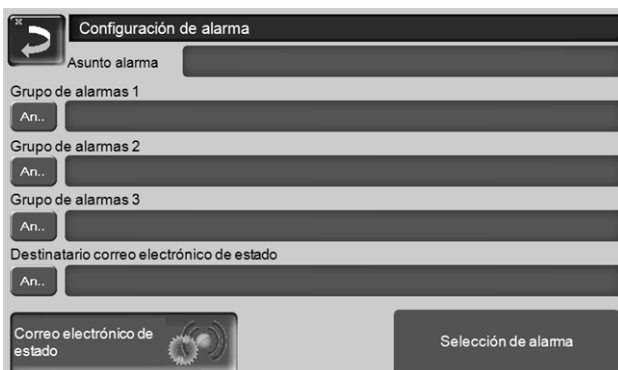 Configuración de alarma
Asunto alarma
Grupo de alarmas 1
An..
Grupo de alarmas 2
An..
Grupo de alarmas 3
An..
Destinatario correo electrónico de estado
An..
Correo electrónico de
estado
Selección de alarma